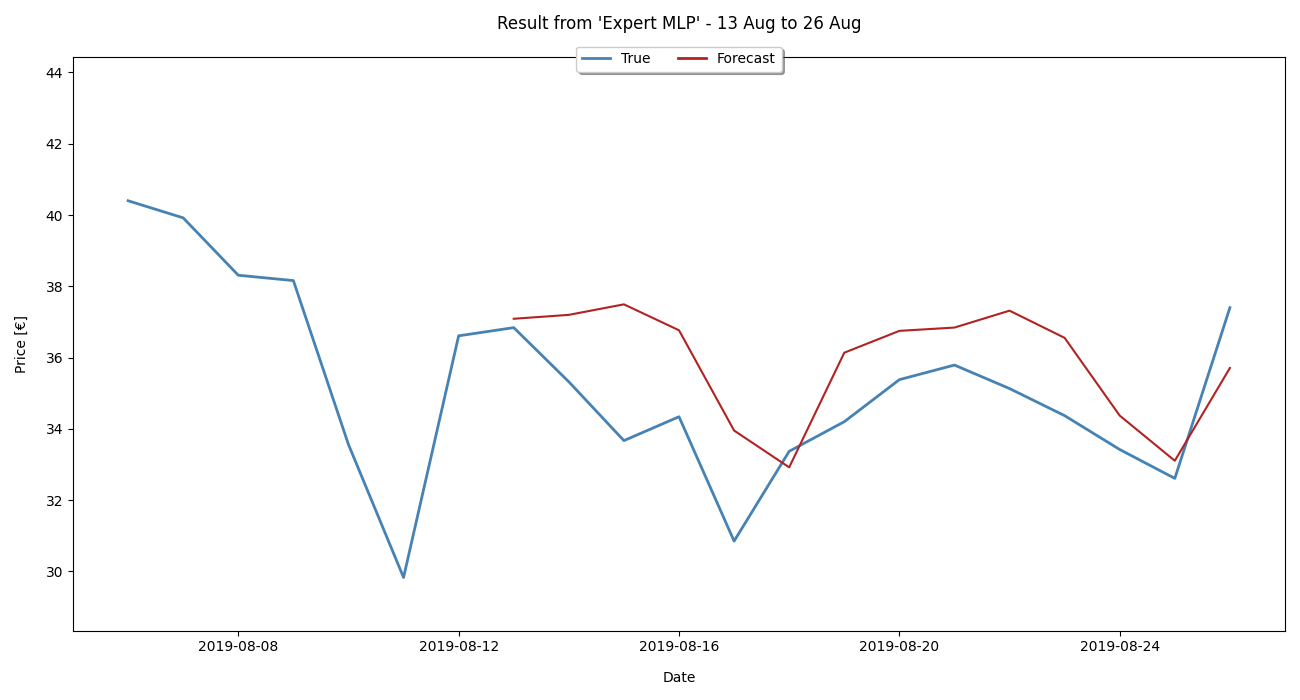 Result from 'Expert MLP' - 13 Aug to 26 Aug
True Forecast
44
42
40
38
36
34
32
30
Price [€]
2019-08-08 2019-08-12 2019-08-16 2019-08-20 2019-08-24
Date